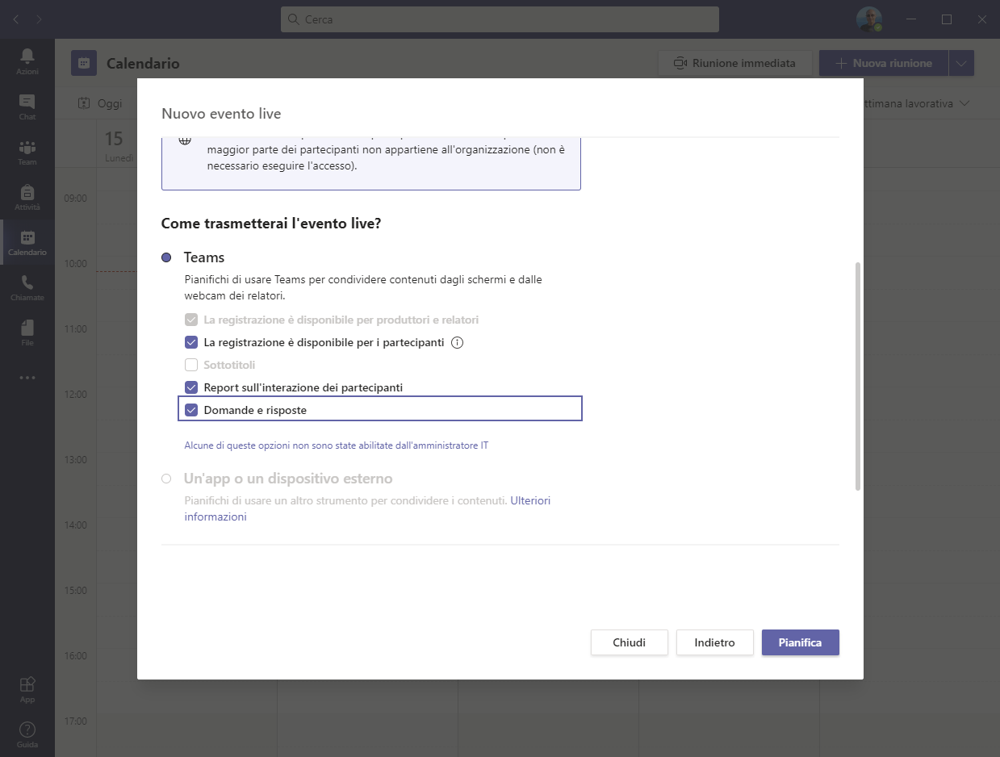 Cerca
Azioni
Chat
Team
Attività
Calendario
Chiamate
File
App
Guida
Calendario
Riunione immediata
Nuova riunione
Oggi
ttimana lavorativa
15
Lunedì
09:00
10:00
11:00
12:00
13:00
14:00
15:00
16:00
17:00
Nuovo evento live
maggior parte dei partecipanti non appartiene all'organizzazione (non è
necessario eseguire l'accesso).
Come trasmetterai l'evento live?
Teams
Pianifichi di usare Teams per condividere contenuti dagli schermi e dalle
webcam dei relatori.
La registrazione è disponibile per produttori e relatori
La registrazione è disponibile per i partecipanti
Sottotitoli
Report sull'interazione dei partecipanti
Domande e risposte
Alcune di queste opzioni non sono state abilitate dall'amministratore IT
Un'app o un dispositivo esterno
Pianifichi di usare un altro strumento per condividere i contenuti. Ulteriori
informazioni
Chiudi
Indietro
Pianifica